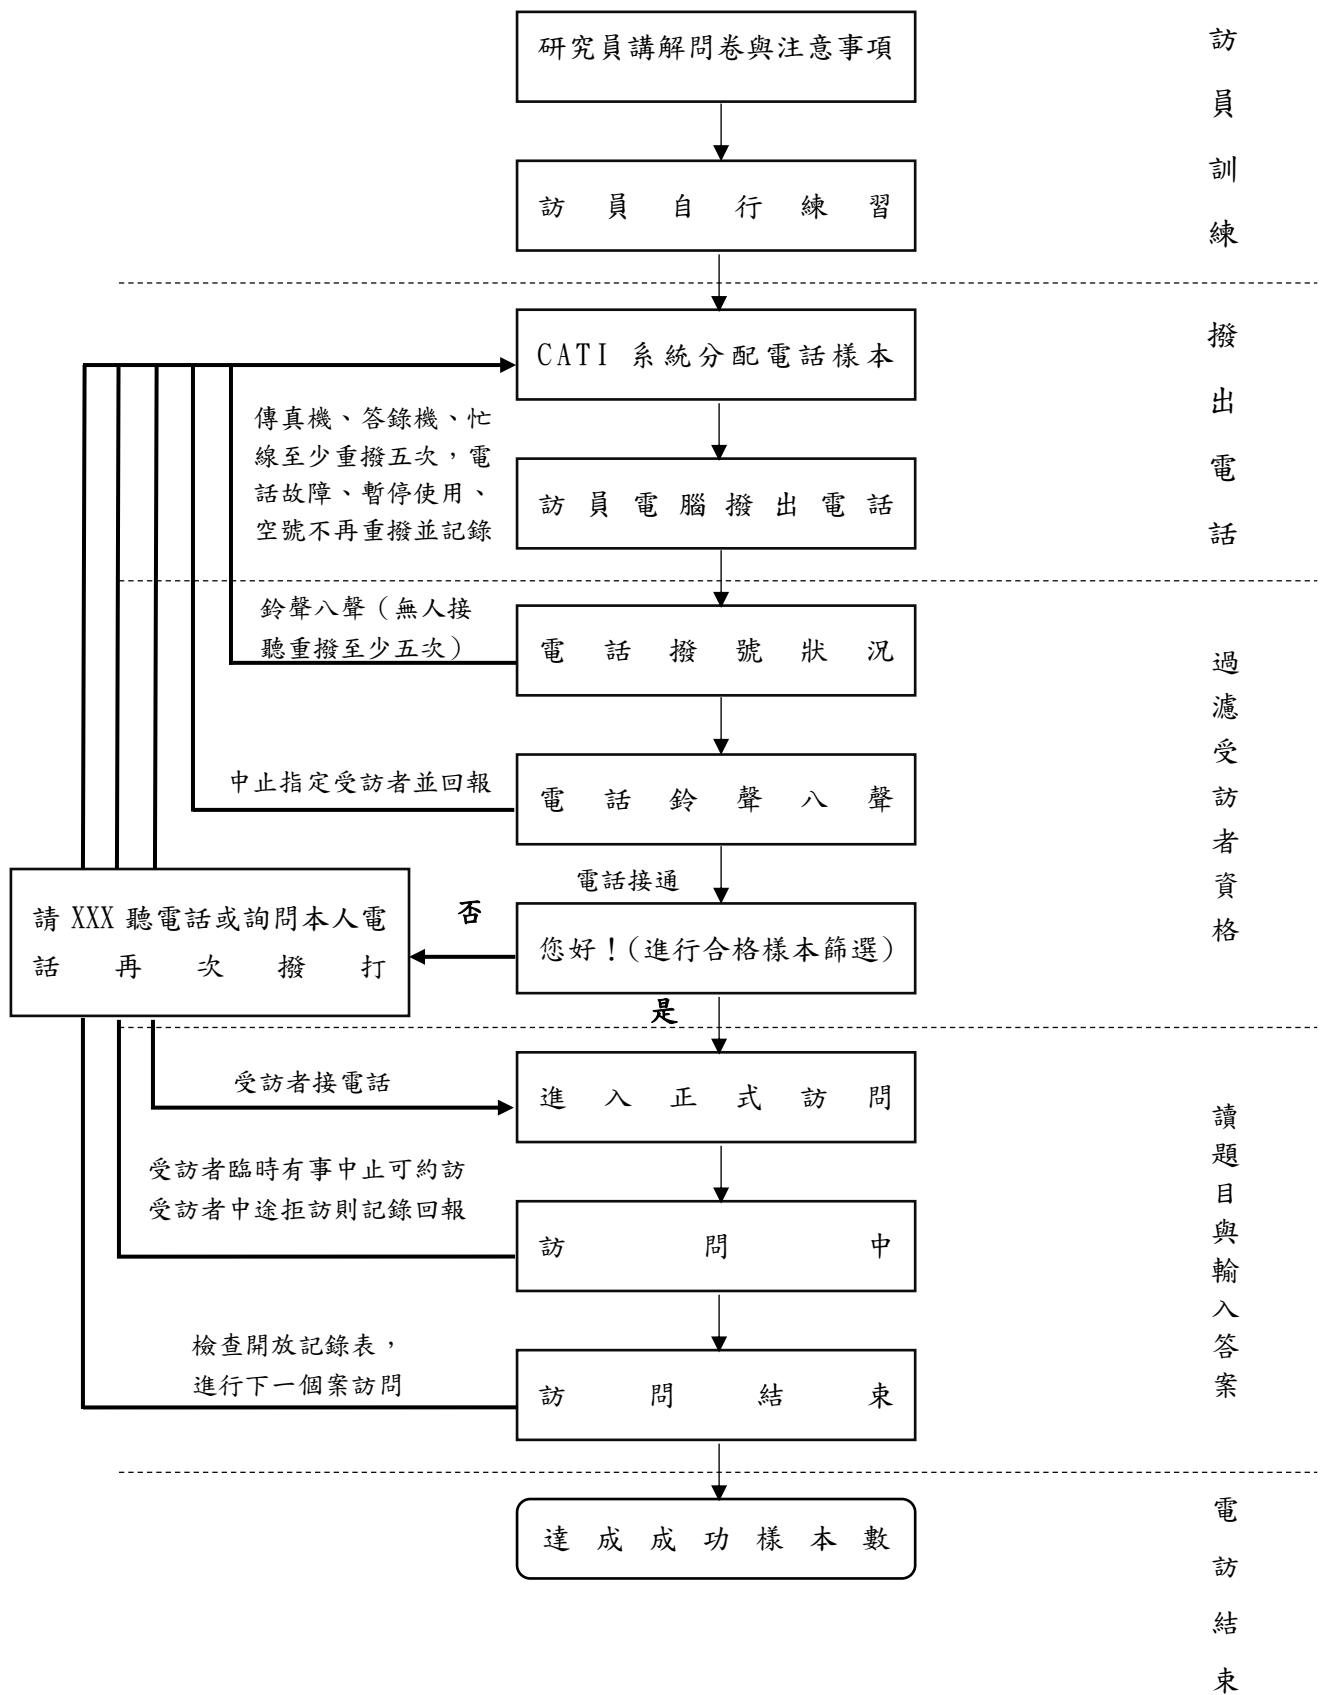 研究員講解問卷與注意事項
訪員自行練習
訪員訓練
CATI 系統分配電話樣本
傳真機、答錄機、忙
線至少重撥五次，電
話故障、暫停使用、
空號不再重撥並記錄
訪員電腦撥出電話
撥出電話
鈴聲八聲（無人接
聽重撥至少五次）
電話撥號狀況
中止指定受訪者並回報
電話鈴聲八聲
電話接通
請 XXX 聽電話或詢問本人電
話再次撥打
否
您好！（進行合格樣本篩選）
是
過濾受訪者資格
受訪者接電話
進入正式訪問
受訪者臨時有事中止可約訪
受訪者中途拒訪則記錄回報
訪問中
檢查開放記錄表，
進行下一個案訪問
訪問結束
讀題目與輸入答案
達成成功樣本數
電訪結束